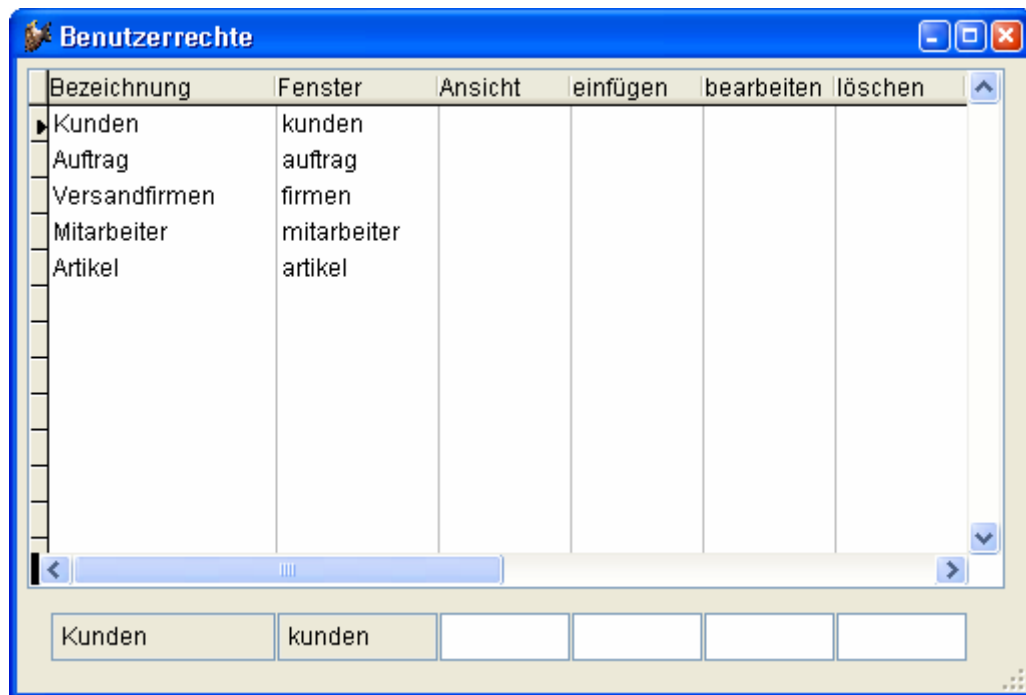 Benutzerrechte
Bezeichnung Fenster Ansicht einfügen bearbeiten löschen
Kunden kunden
Auftrag auftrag
Versandfirmen firmen
Mitarbeiter mitarbeiter
Artikel artikel
Kunden kunden